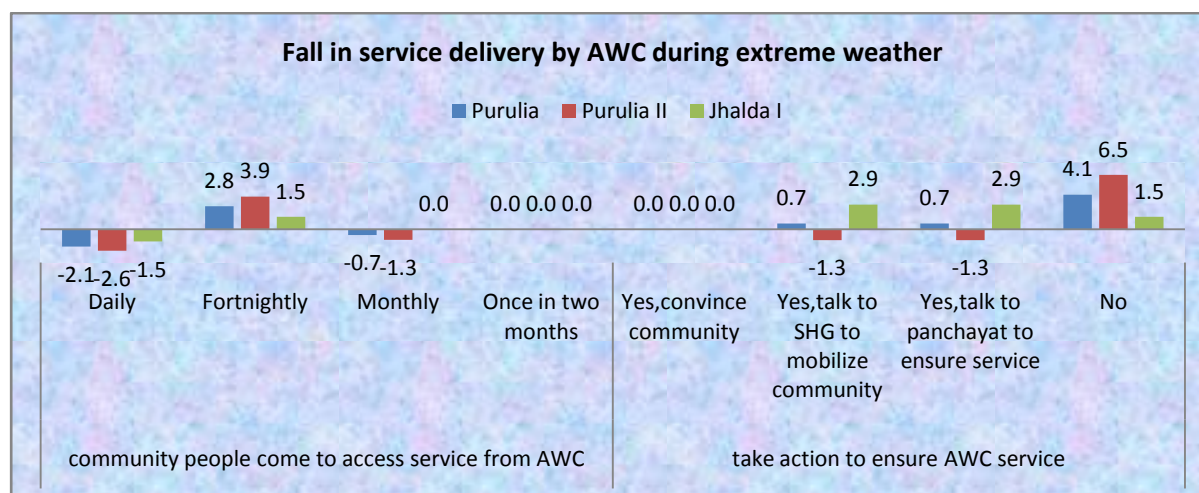 Fall in service delivery by AWC during extreme weather
Purulia Purulia II Jhalda I
-2.1 -2.6 -1.5
2.8 3.9 1.5
-0.7 -1.3 0.0
0.0 0.0 0.0
0.0 0.0 0.0
0.7 -1.3 2.9
0.7 -1.3 2.9
4.1 6.5 1.5
Daily
Fortnightly
Monthly
Once in two
months
Yes,convince
community
Yes,talk to
SHG to
mobilize
community
Yes,talk to
panchayat to
ensure service
No
community people come to access service from AWC
take action to ensure AWC service